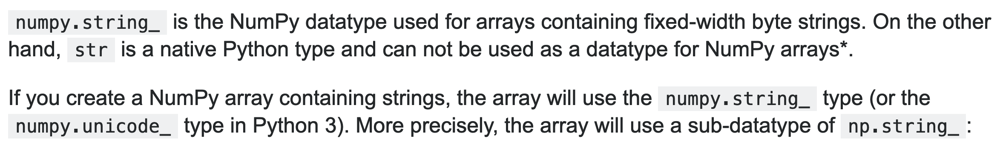 numpy.string_ is the NumPy datatype used for arrays containing fixed-width byte strings. On the other
hand, str is a native Python type and can not be used as a datatype for NumPy arrays*.
If you create a NumPy array containing strings, the array will use the numpy.string_ type (or the
numpy.unicode_ type in Python 3). More precisely, the array will use a sub-datatype of np.string_ :